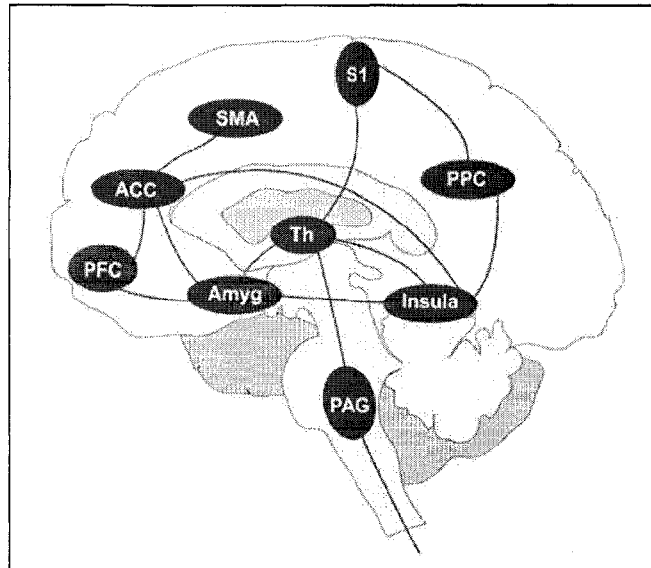 S1
SMA
ACC
PPC
Th
PFC
Amyg
Insula
PAG